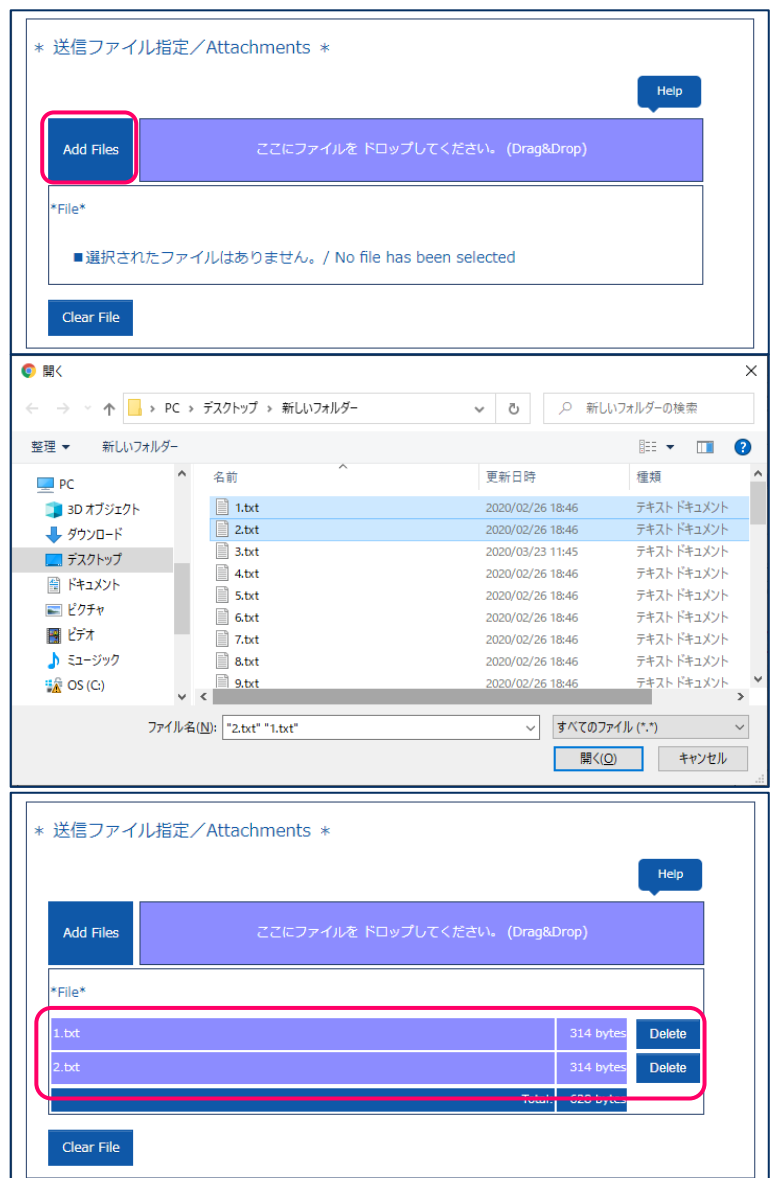 * 送信ファイル指定／Attachments *
Help
Add Files
ここにファイルを ドロップしてください。 (Drag&Drop)
*File*
■選択されたファイルはありません。/ No file has been selected
Clear File
開く
PC › デスクトップ › 新しいフォルダー
新しいフォルダーの検索
整理 新しいフォルダー
名前 更新日時 種類
PC
3D オブジェクト
ダウンロード
デスクトップ
ドキュメント
ピクチャ
ビデオ
ミュージック
OS (C:)
1.txt 2020/02/26 18:46 テキスト ドキュメント
2.txt 2020/02/26 18:46 テキスト ドキュメント
3.txt 2020/03/23 11:45 テキスト ドキュメント
4.txt 2020/02/26 18:46 テキスト ドキュメント
5.txt 2020/02/26 18:46 テキスト ドキュメント
6.txt 2020/02/26 18:46 テキスト ドキュメント
7.txt 2020/02/26 18:46 テキスト ドキュメント
8.txt 2020/02/26 18:46 テキスト ドキュメント
9.txt 2020/02/26 18:46 テキスト ドキュメント
ファイル名(N): "2.txt" "1.txt" すべてのファイル (*.*)
開く(O) キャンセル
* 送信ファイル指定／Attachments *
Help
Add Files
ここにファイルを ドロップしてください。 (Drag&Drop)
*File*
1.txt 314 bytes Delete
2.txt 314 bytes Delete
Total: 628 bytes
Clear File